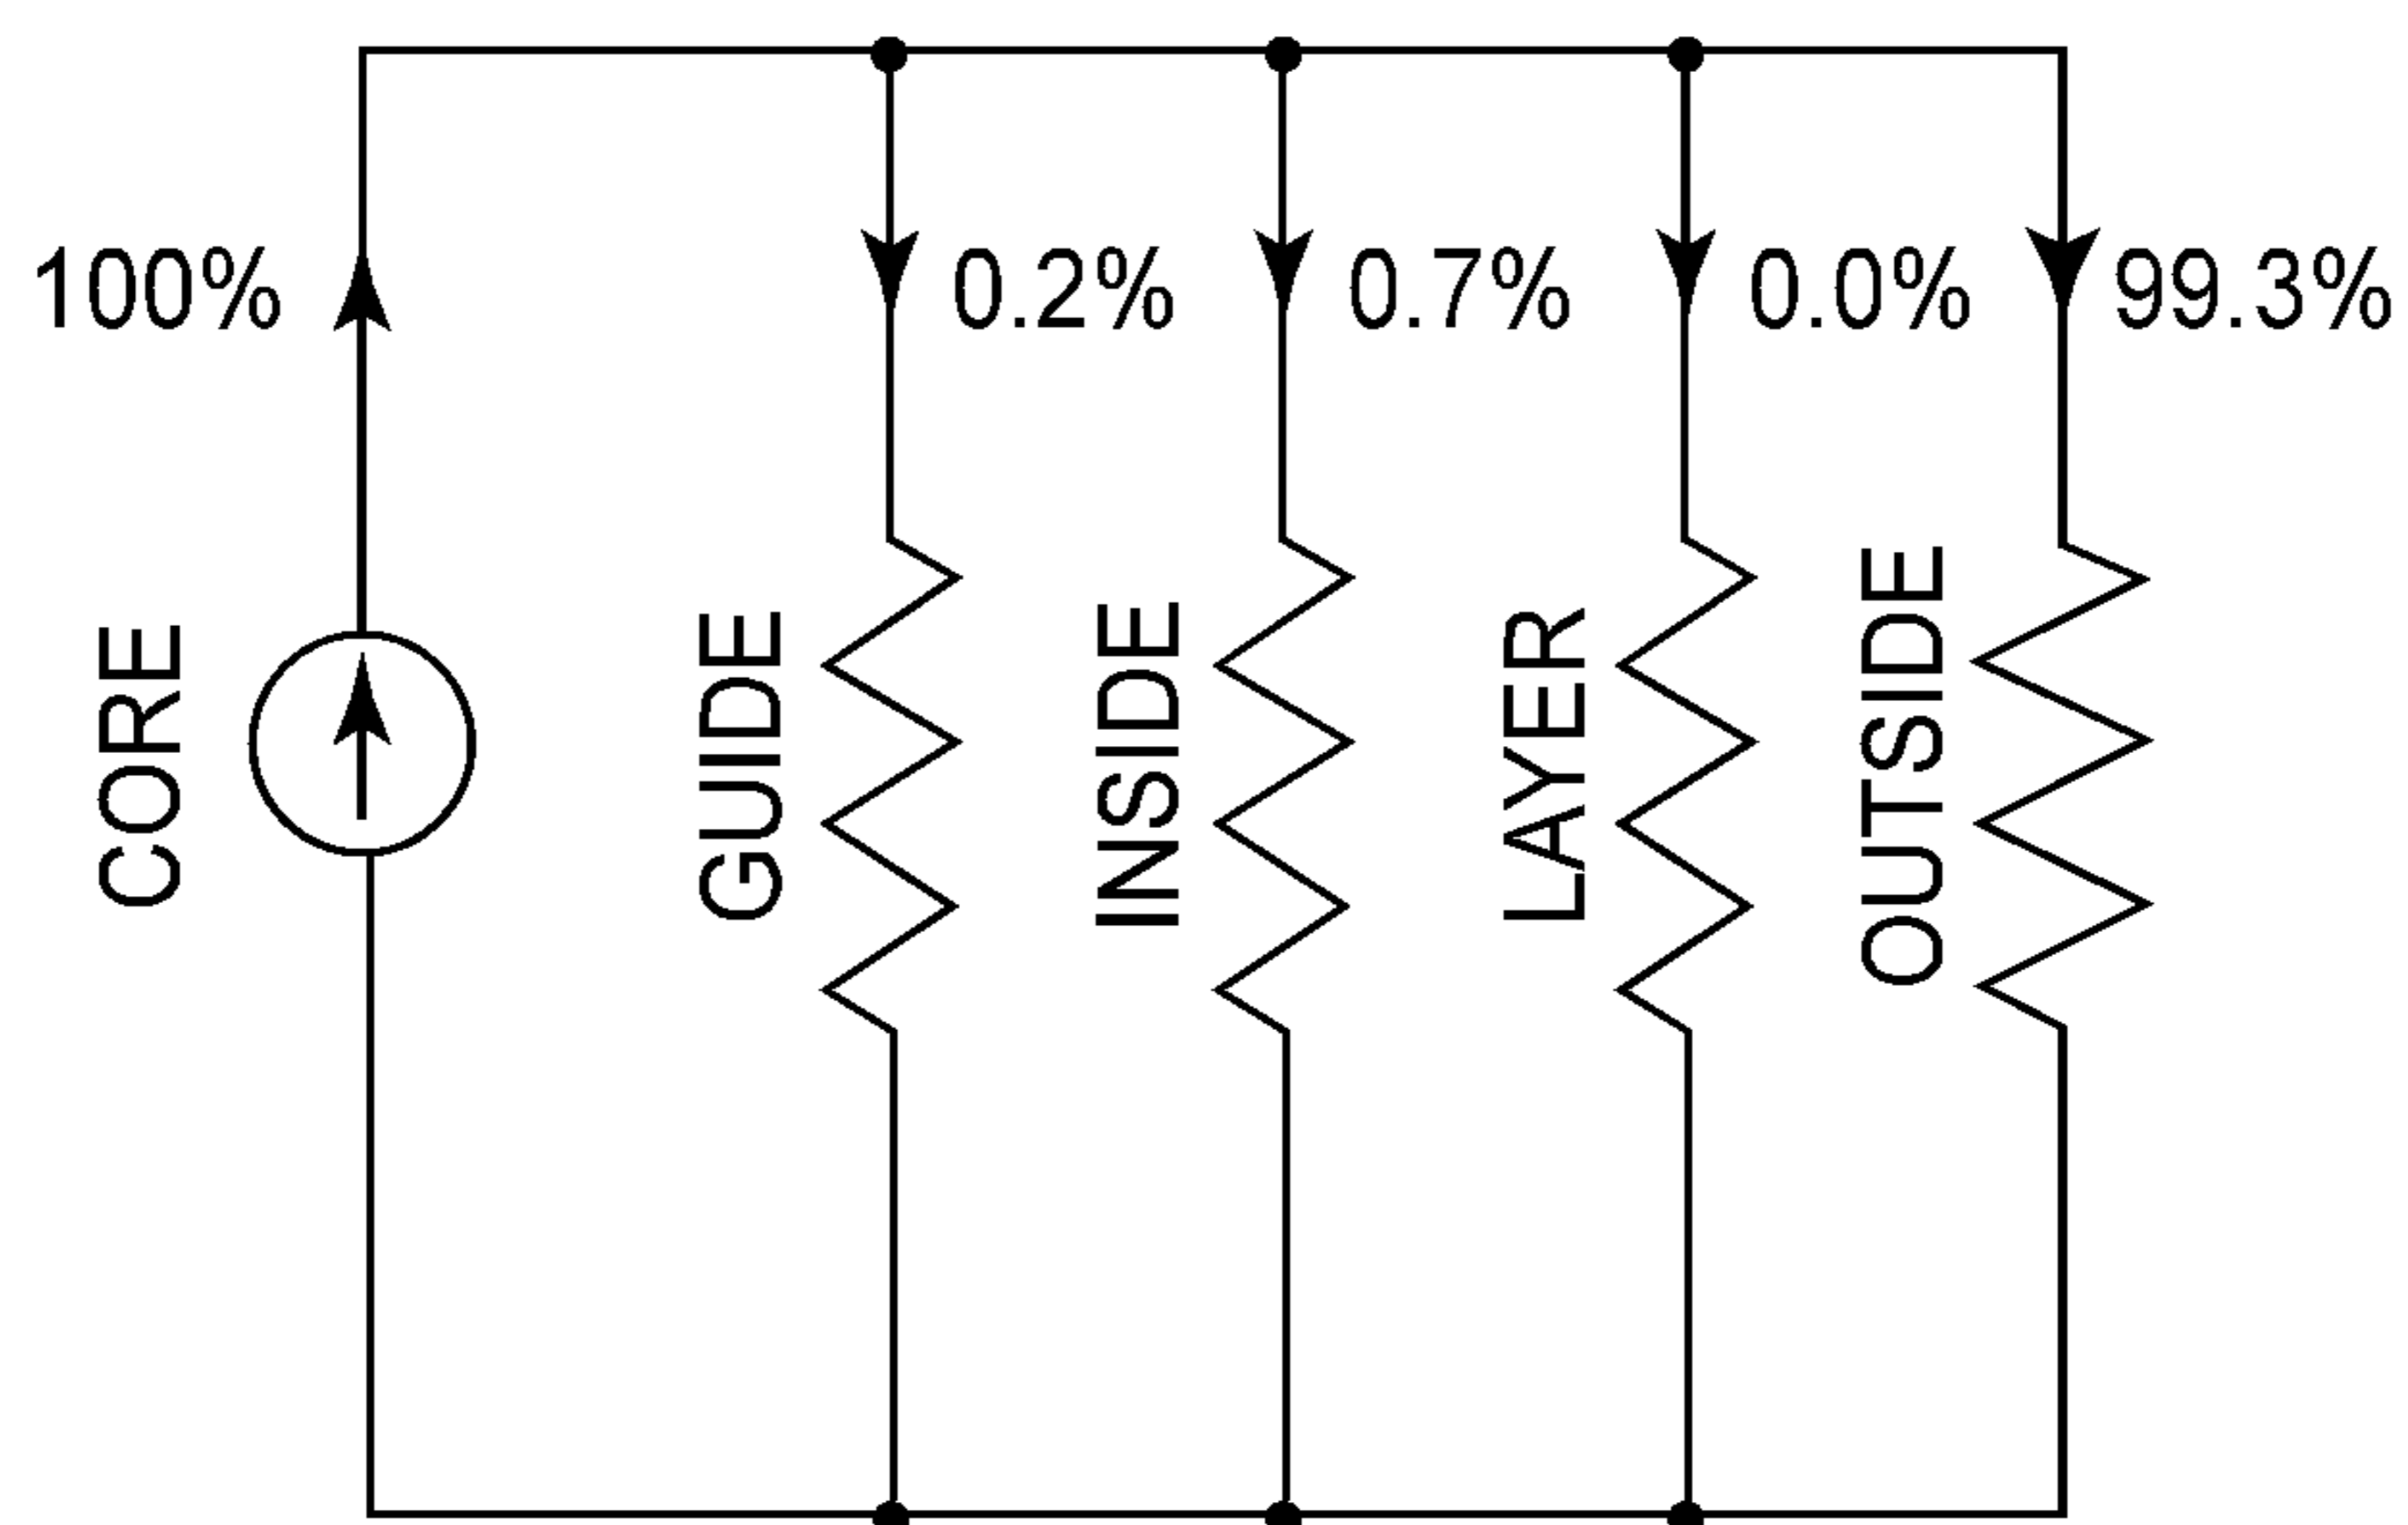 100%
0.2%
0.7%
0.0%
99.3%
CORE
GUIDE
INSIDE
LAYER
OUTSIDE